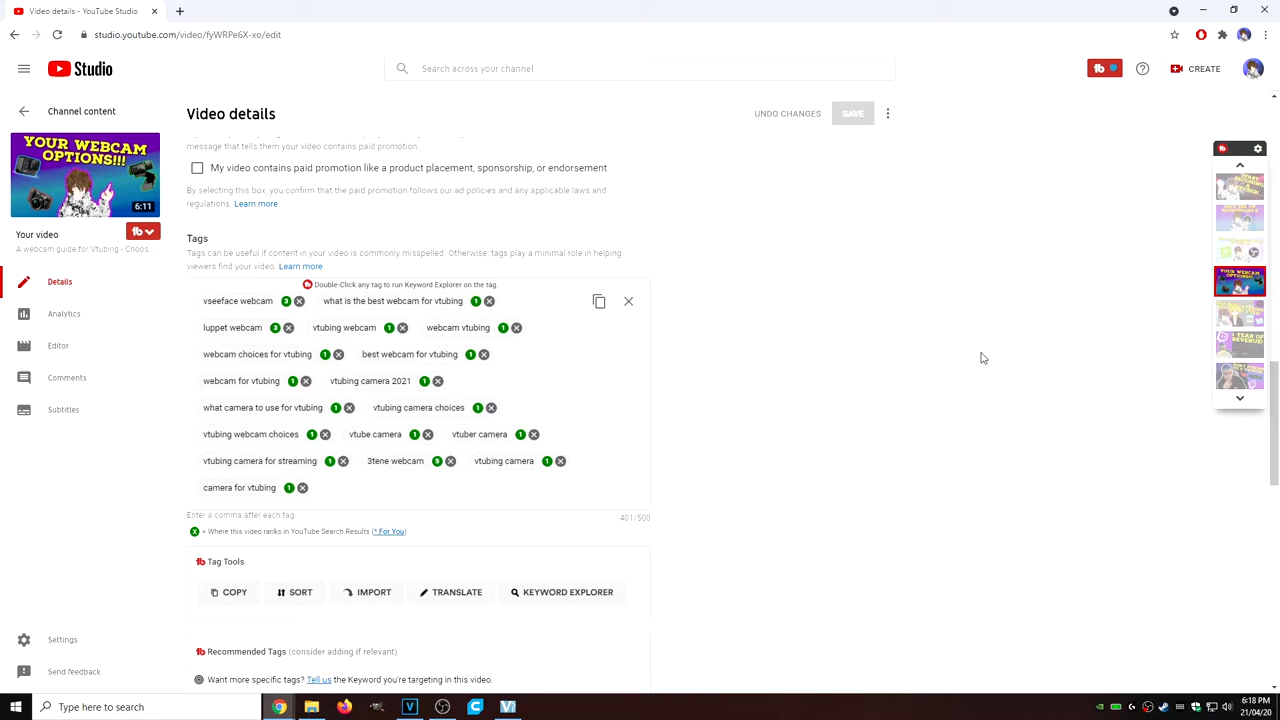 Video details - YouTube Studio
studio.youtube.com/video/fyWRPe6X-xo/edit
Studio
Search across your channel
CREATE
Channel content
Video details
UNDO CHANGES
SAVE
message that tells them your video contains paid promotion.
YOUR WEBCAM
OPTIONS!!!
6:11
My video contains paid promotion like a product placement, sponsorship, or endorsement
By selecting this box, you confirm that the paid promotion follows our ad policies and any applicable laws and
regulations. Learn more
Your video
A webcam guide for Vtubing - Choos...
Tags
Tags can be useful if content in your video is commonly misspelled. Otherwise, tags play a minimal role in helping
viewers find your video. Learn more
Details
Analytics
Editor
Comments
Subtitles
Double-Click any tag to run Keyword Explorer on the tag.
vseeface webcam 3 what is the best webcam for vtubing 1
luppet webcam 3 vtubing webcam 1 webcam vtubing 1
webcam choices for vtubing 1 best webcam for vtubing 1
webcam for vtubing 1 vtubing camera 2021 1
what camera to use for vtubing 1 vtubing camera choices 1
vtubing webcam choices 1 vtube camera 1 vtuber camera 1
vtubing camera for streaming 1 3tene webcam 5 vtubing camera 1
camera for vtubing 1
Enter a comma after each tag
401/500
X = Where this video ranks in YouTube Search Results (* For You)
Tag Tools
COPY SORT IMPORT TRANSLATE KEYWORD EXPLORER
Recommended Tags (consider adding if relevant)
Want more specific tags? Tell us the Keyword you're targeting in this video.
Settings
Send feedback
Type here to search
6:18 PM
21/04/20